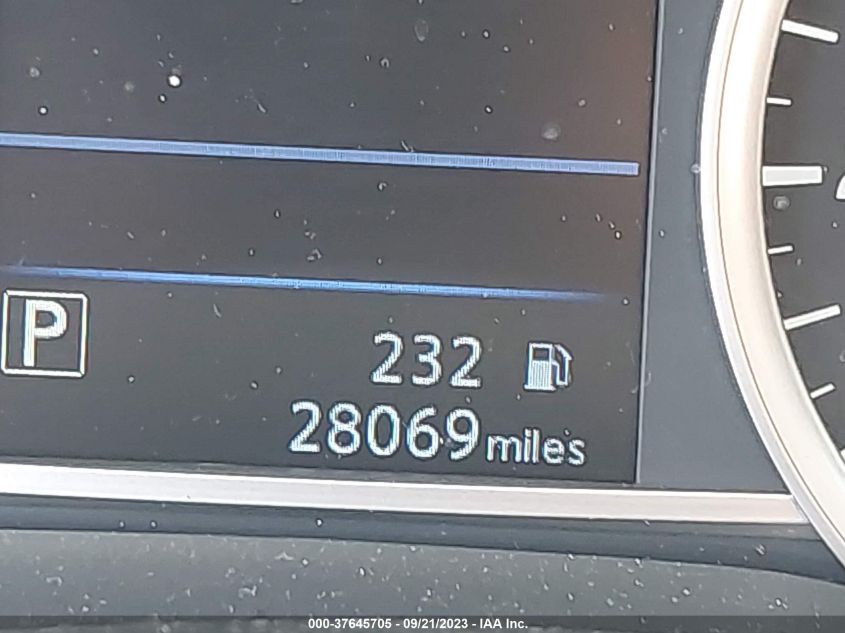 P
232
28069 miles
000-37645705 - 09/21/2023 - IAA Inc.